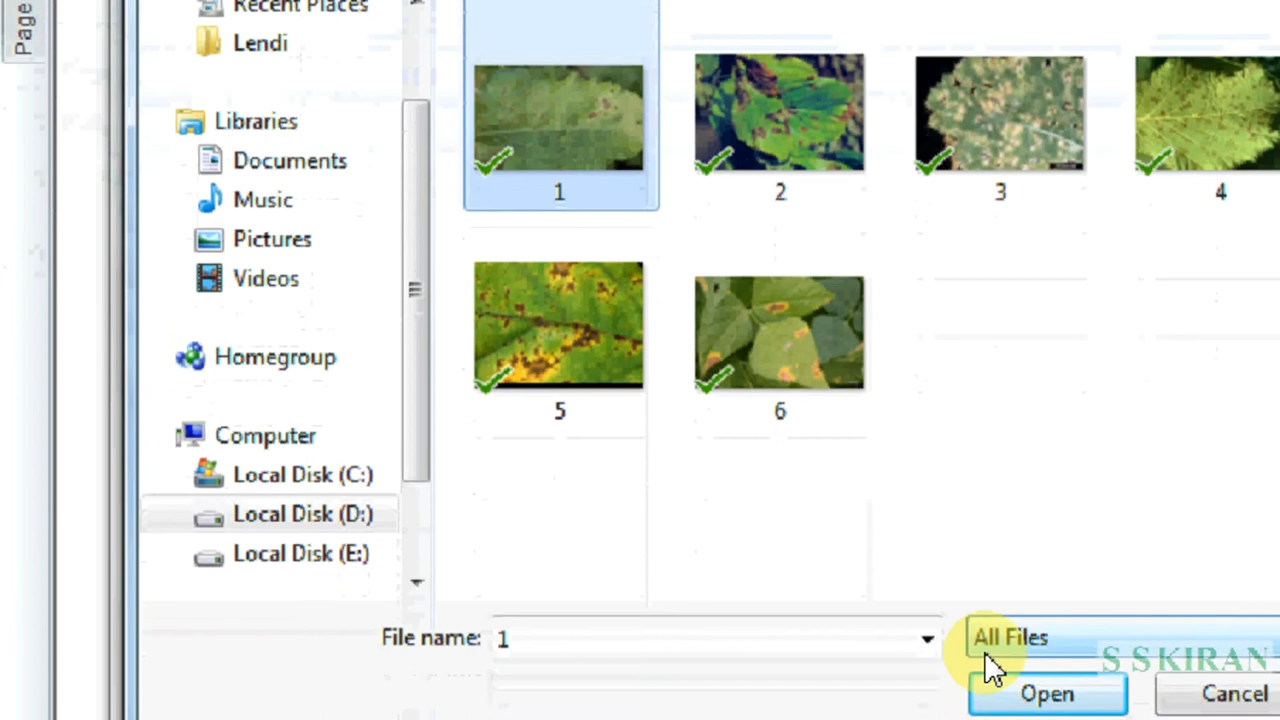 Page
Recent Places
Lendi
Libraries
Documents
Music
Pictures
Videos
Homegroup
Computer
Local Disk (C:)
Local Disk (D:)
Local Disk (E:)
1
2
3
4
5
6
File name: 1
All Files
Open
Cancel
S S KIRAN